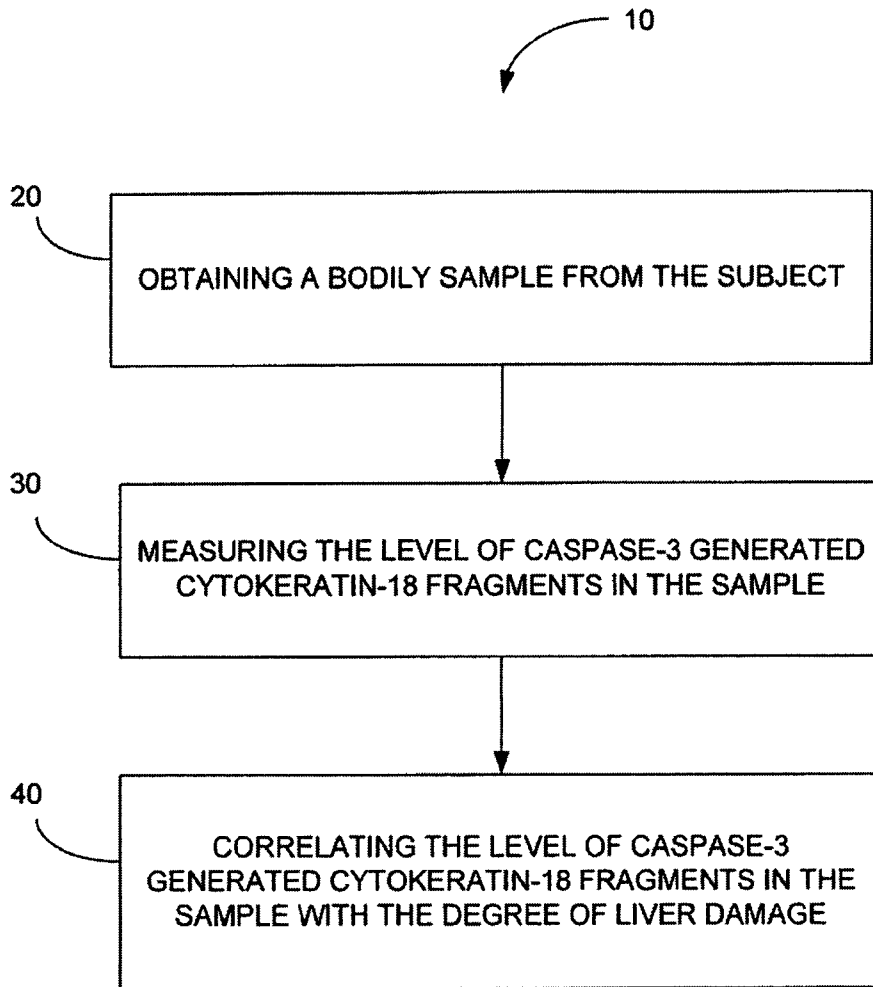 10
20
OBTAINING A BODILY SAMPLE FROM THE SUBJECT
30
MEASURING THE LEVEL OF CASPASE-3 GENERATED
CYTOKERATIN-18 FRAGMENTS IN THE SAMPLE
40
CORRELATING THE LEVEL OF CASPASE-3
GENERATED CYTOKERATIN-18 FRAGMENTS IN THE
SAMPLE WITH THE DEGREE OF LIVER DAMAGE